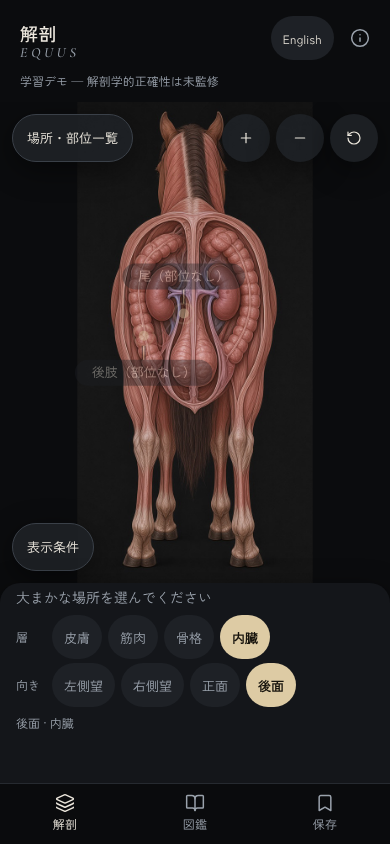 解剖
EQUUS
English
学習デモ — 解剖学的正確性は未監修
場所・部位一覧
尾（部位なし）
後肢（部位なし）
表示条件
大まかな場所を選んでください
層 皮膚 筋肉 骨格 内臓
向き 左側望 右側望 正面 後面
後面 · 内臓
解剖 図鑑 保存